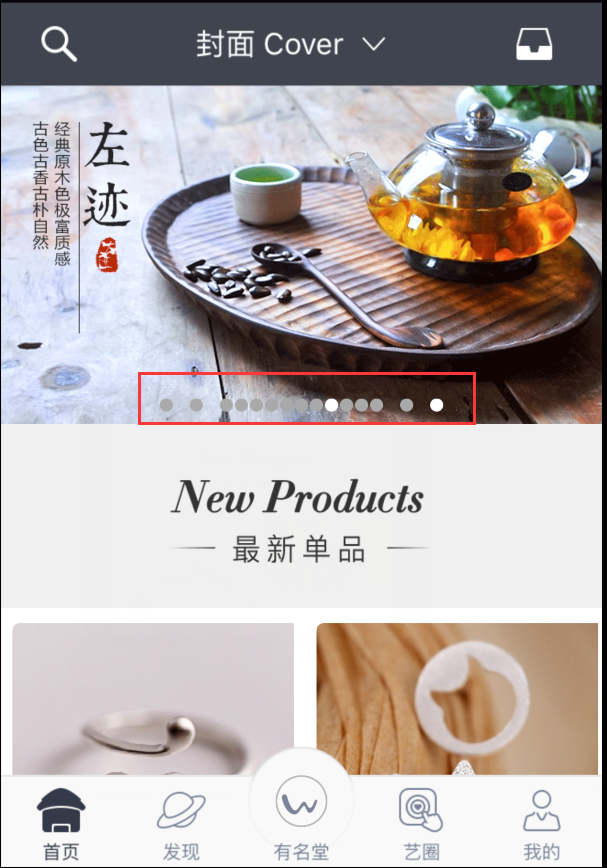 封面 Cover
左迹
经典原木色极富质感
古色古香古朴自然
New Products
最新单品
首页
发现
有名堂
艺圈
我的